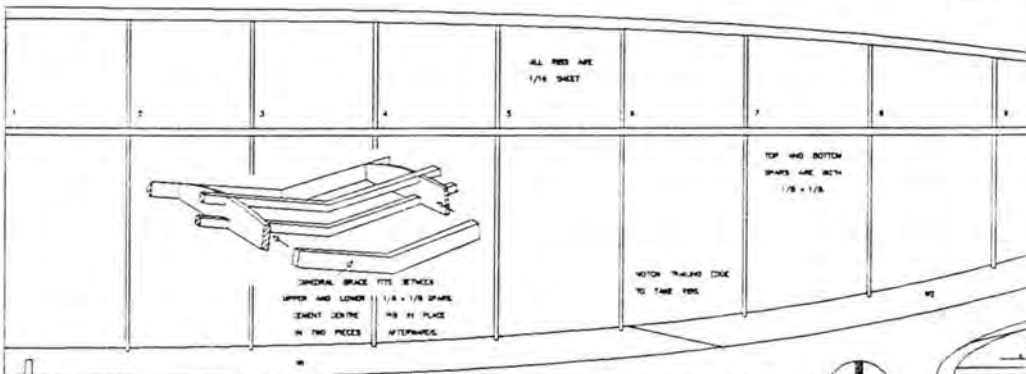 ALL RIBS ARE
1/16 SHEET
1 2 3 4 5 6 7 8 9
TOP AND BOTTOM
SPARS ARE BOTH
1/8 x 1/8
DIHEDRAL BRACE FITS BETWEEN
UPPER AND LOWER 1/8 x 1/8 SPARS
CEMENT CENTRE RIB IN PLACE
IN TWO PIECES AFTERWARDS
NOTCH TRAILING EDGE
TO TAKE RIBS
W2